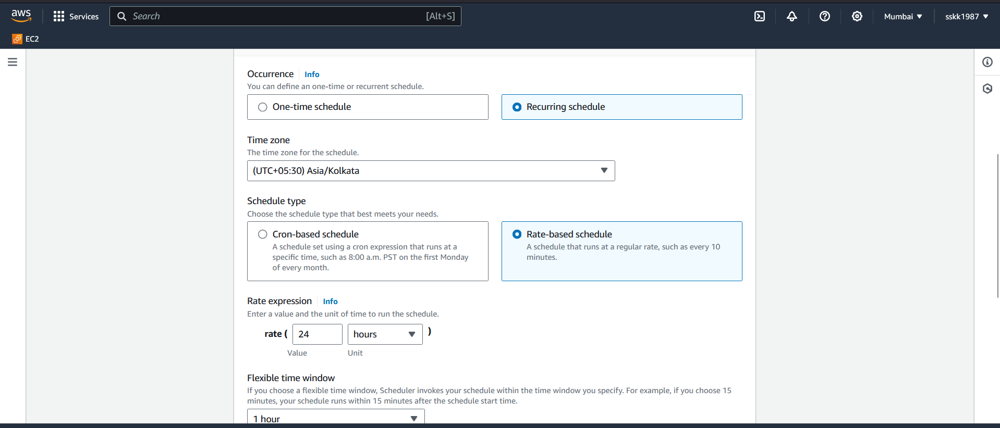 aws
Services
Search
[Alt+S]
Mumbai
sskk1987
EC2
Occurrence Info
You can define an one-time or recurrent schedule.
One-time schedule
Recurring schedule
Time zone
The time zone for the schedule.
(UTC+05:30) Asia/Kolkata
Schedule type
Choose the schedule type that best meets your needs.
Cron-based schedule
A schedule set using a cron expression that runs at a
specific time, such as 8:00 a.m. PST on the first Monday
of every month.
Rate-based schedule
A schedule that runs at a regular rate, such as every 10
minutes.
Rate expression Info
Enter a value and the unit of time to run the schedule.
rate ( 24 hours )
Value Unit
Flexible time window
If you choose a flexible time window, Scheduler invokes your schedule within the time window you specify. For example, if you choose 15
minutes, your schedule runs within 15 minutes after the schedule start time.
1 hour